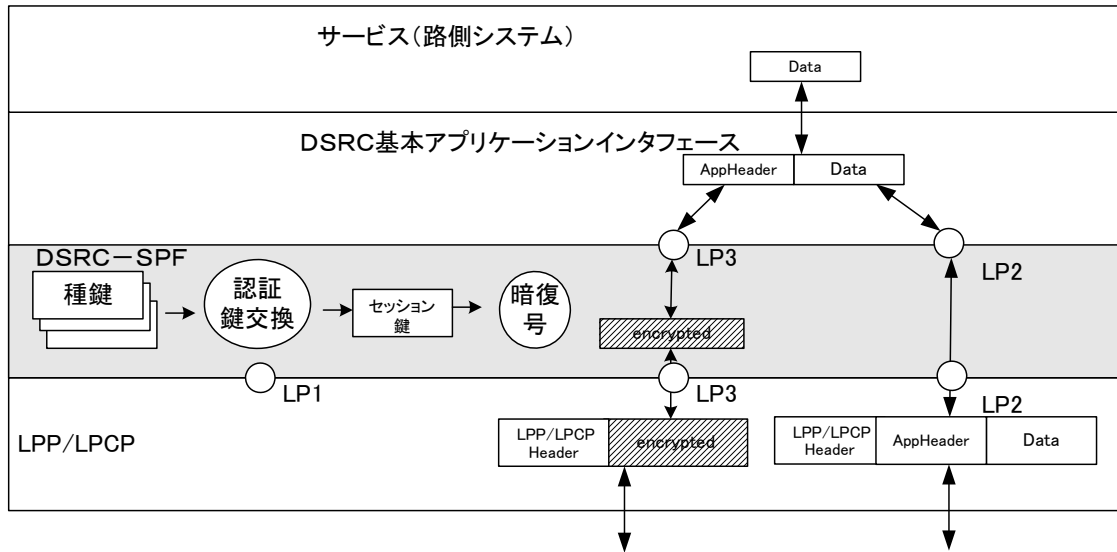 サービス(路側システム)
Data
DSRC基本アプリケーションインタフェース
AppHeader
Data
DSRC－SPF
種鍵
認証
鍵交換
セッション
鍵
暗復
号
LP3
LP2
encrypted
LP1
LP3
LP2
LPP/LPCP
LPP/LPCP
Header
encrypted
LPP/LPCP
Header
AppHeader
Data